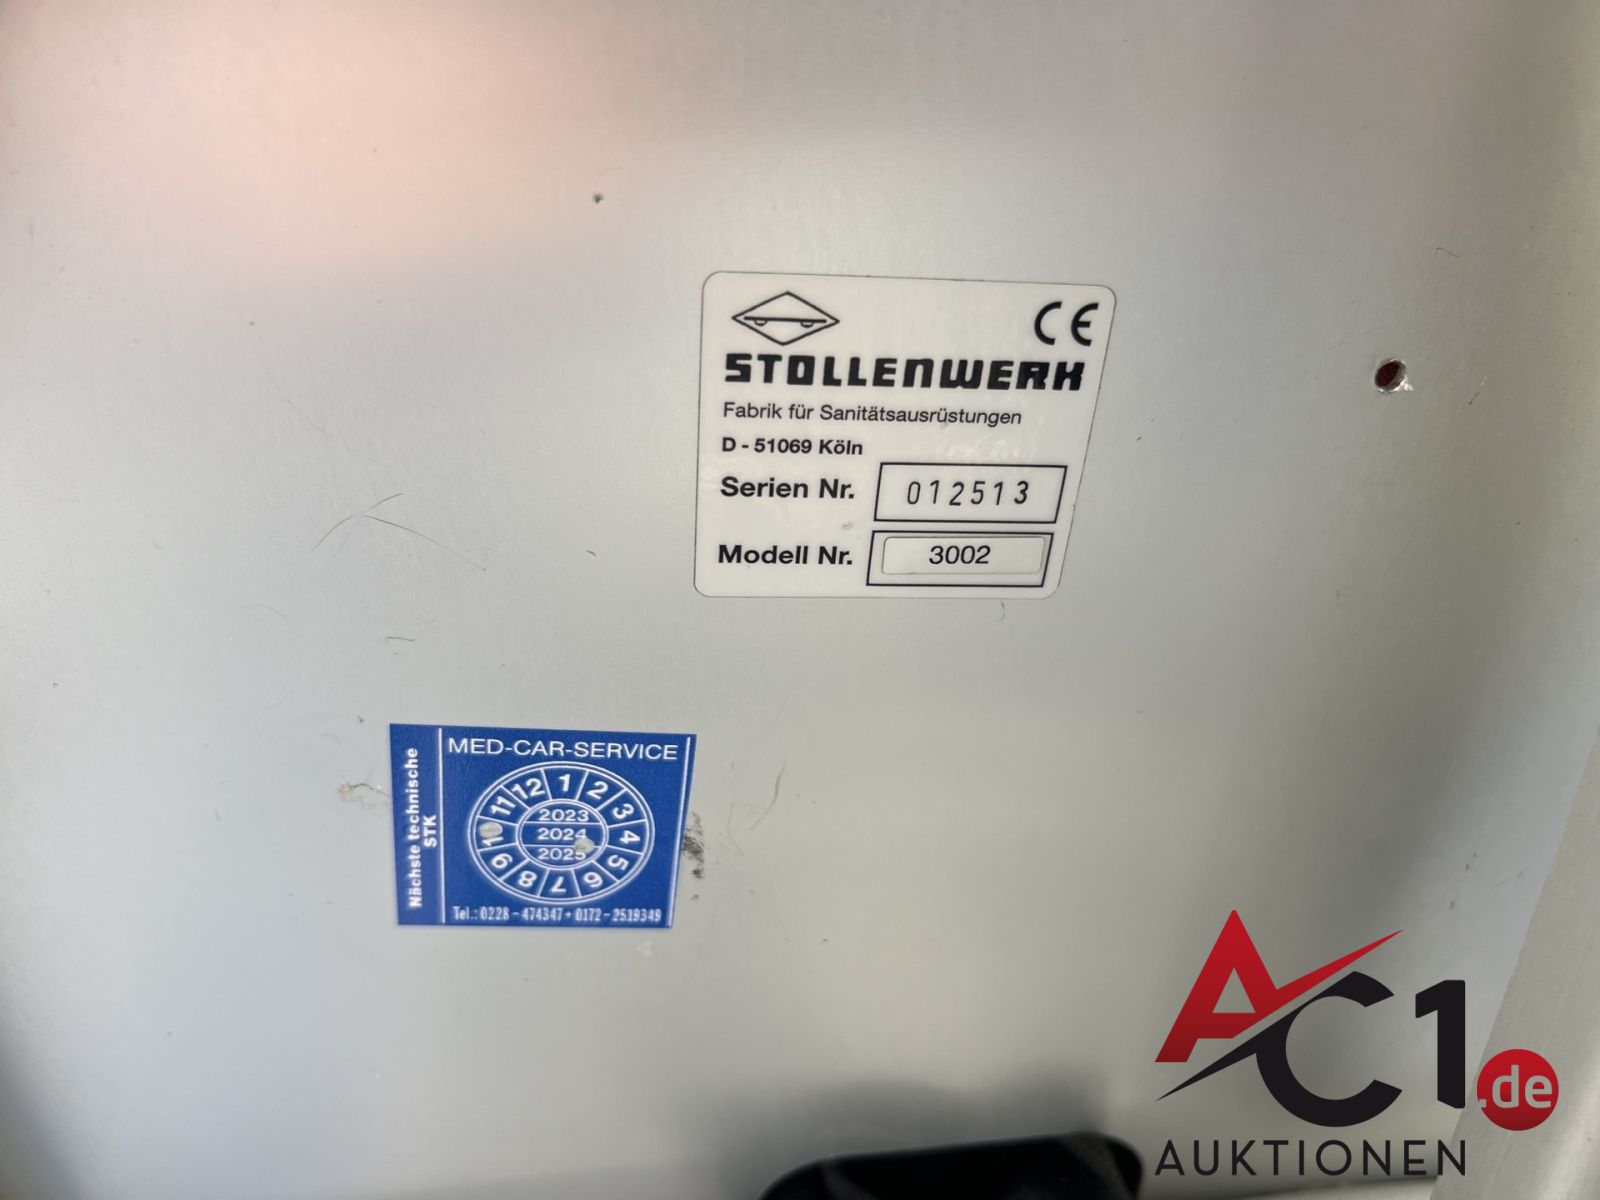 CE
STOLLENWERK
Fabrik für Sanitätsausrüstungen
D - 51069 Köln
Serien Nr. 012513
Modell Nr. 3002
Nächste technische
STK
MED-CAR-SERVICE
1 2 3 4 5 6 7 8 9 10 11 12
2023
2024
2025
Tel.: 0228 - 474347 + 0172 - 2519349
AC1.de
AUKTIONEN